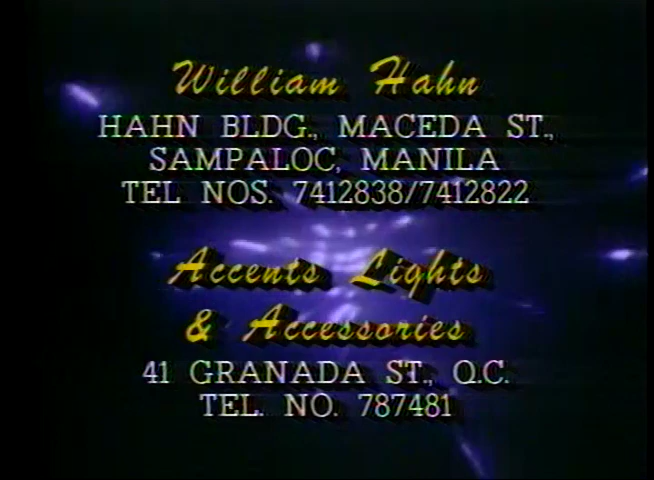 William Hahn
HAHN BLDG., MACEDA ST.,
SAMPALOC, MANILA
TEL NOS. 7412838/7412822
Accents Lights
& Accessories
41 GRANADA ST., Q.C.
TEL. NO. 787481